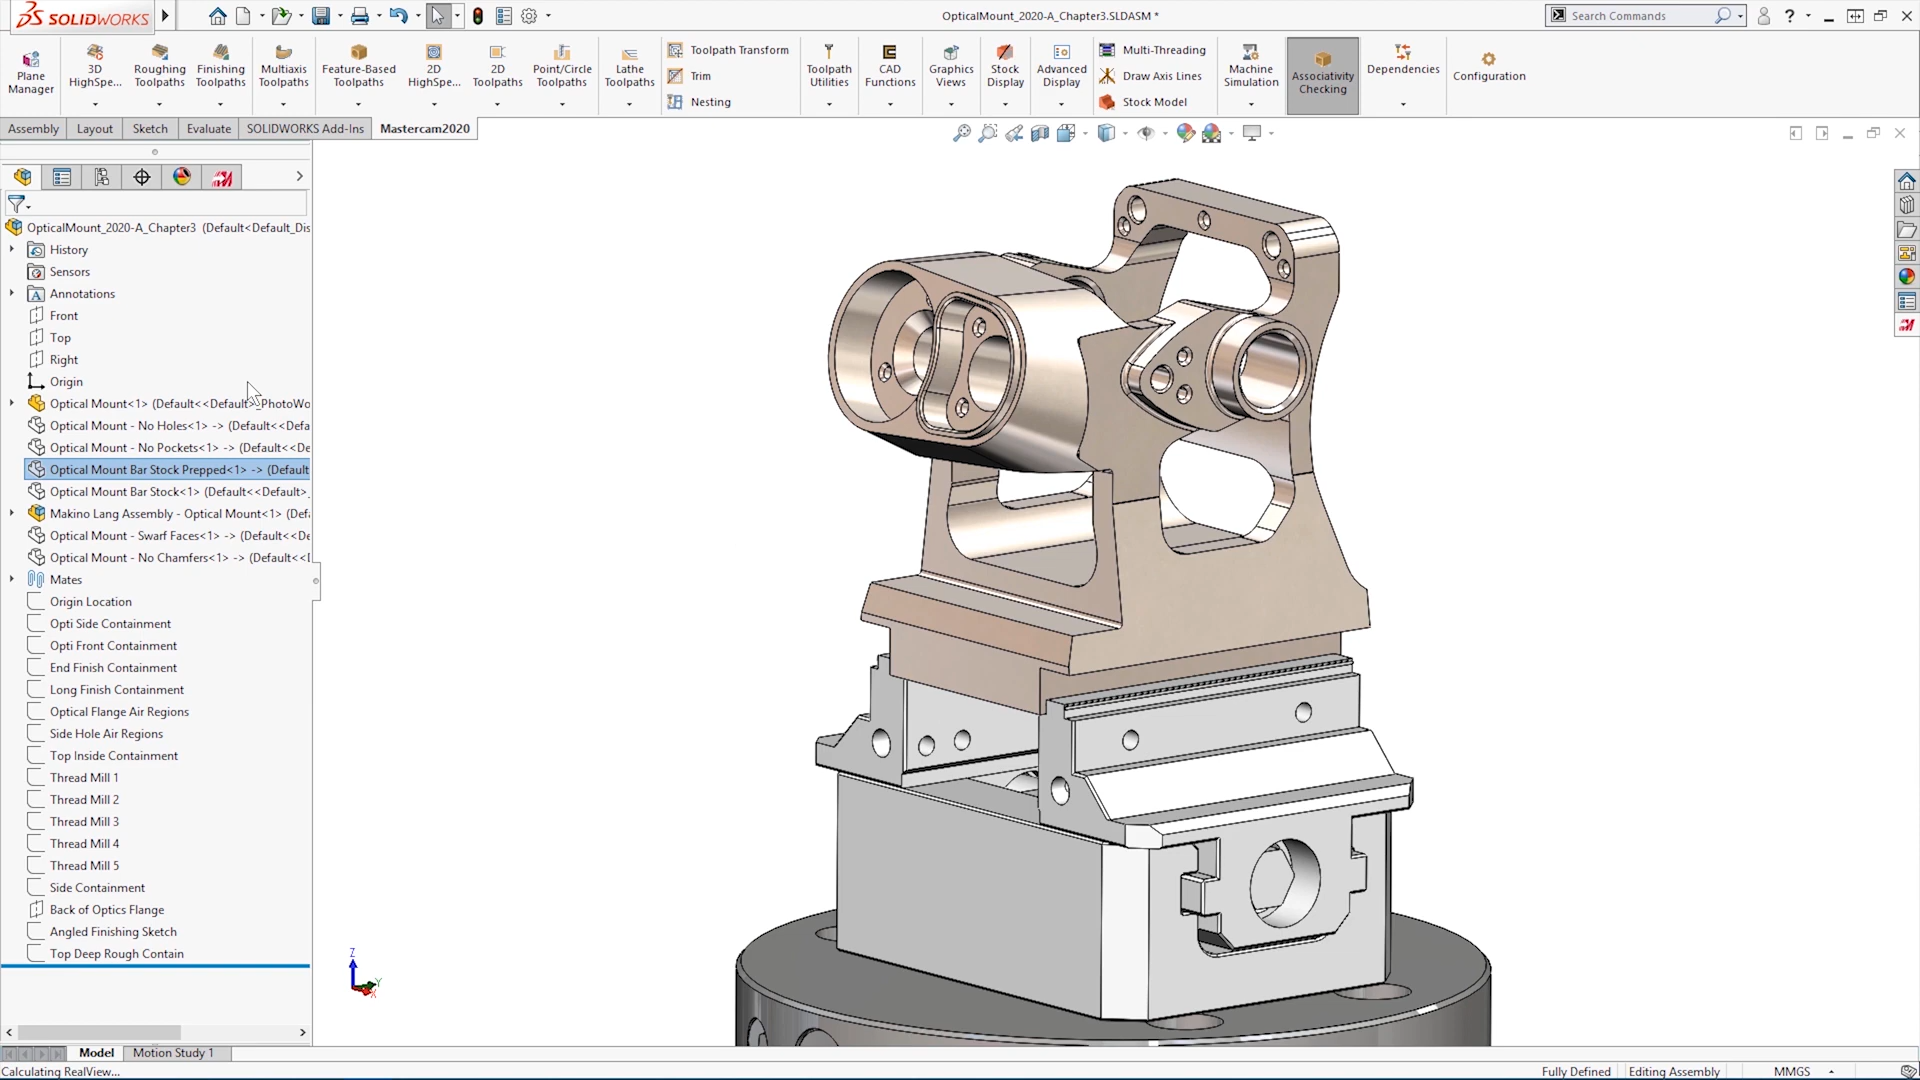 SOLIDWORKS
OpticalMount_2020-A_Chapter3.SLDASM *
Search Commands
?
Plane Manager
3D HighSpe...
Roughing Toolpaths
Finishing Toolpaths
Multiaxis Toolpaths
Feature-Based Toolpaths
2D HighSpe...
2D Toolpaths
Point/Circle Toolpaths
Lathe Toolpaths
Toolpath Transform
Trim
Nesting
Toolpath Utilities
CAD Functions
Graphics Views
Stock Display
Advanced Display
Multi-Threading
Draw Axis Lines
Stock Model
Machine Simulation
Associativity Checking
Dependencies
Configuration
Assembly
Layout
Sketch
Evaluate
SOLIDWORKS Add-Ins
Mastercam2020
OpticalMount_2020-A_Chapter3 (Default<Default_Dis
History
Sensors
Annotations
Front
Top
Right
Origin
Optical Mount<1> (Default<<Default>_PhotoWo
Optical Mount - No Holes<1> -> (Default<<Defa
Optical Mount - No Pockets<1> -> (Default<<De
Optical Mount Bar Stock Prepped<1> -> (Default
Optical Mount Bar Stock<1> (Default<<Default>_
Makino Lang Assembly - Optical Mount<1> (Def
Optical Mount - Swarf Faces<1> -> (Default<<De
Optical Mount - No Chamfers<1> -> (Default<<D
Mates
Origin Location
Opti Side Containment
Opti Front Containment
End Finish Containment
Long Finish Containment
Optical Flange Air Regions
Side Hole Air Regions
Top Inside Containment
Thread Mill 1
Thread Mill 2
Thread Mill 3
Thread Mill 4
Thread Mill 5
Side Containment
Back of Optics Flange
Angled Finishing Sketch
Top Deep Rough Contain
Z
Y
X
Model
Motion Study 1
Calculating RealView...
Fully Defined
Editing Assembly
MMGS